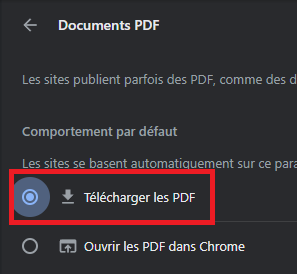 Documents PDF
Les sites publient parfois des PDF, comme des d
Comportement par défaut
Les sites se basent automatiquement sur ce para
Télécharger les PDF
Ouvrir les PDF dans Chrome